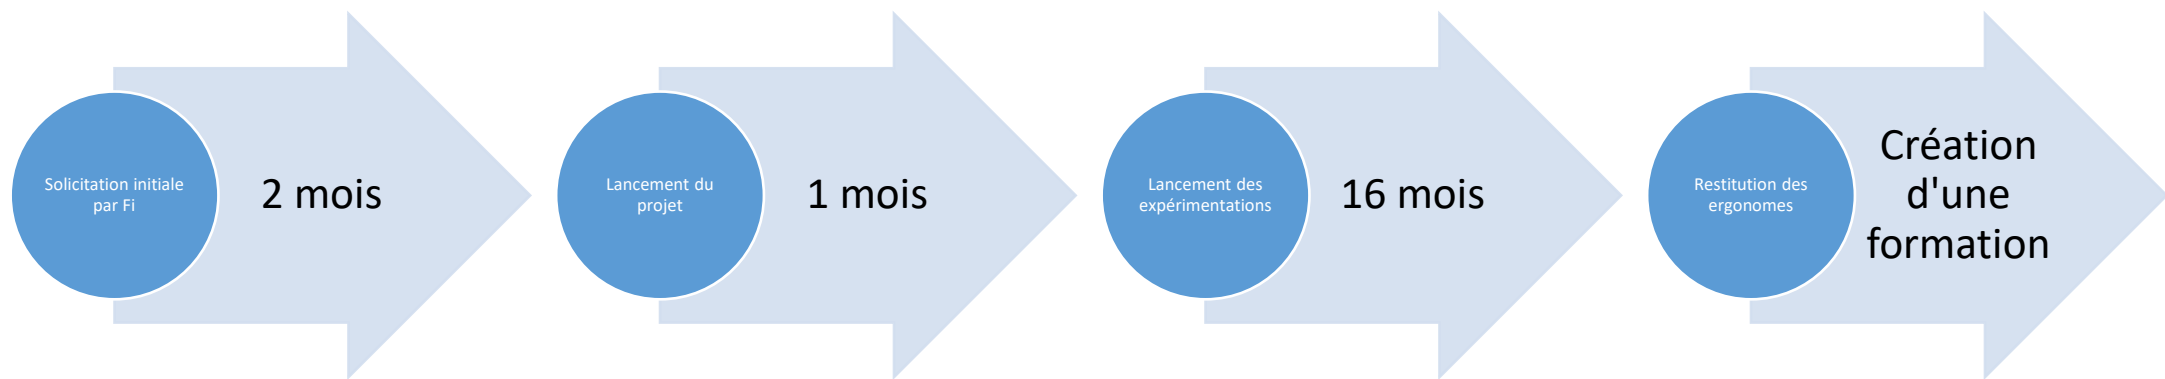 Solicitation initiale
par Fi
2 mois
Lancement du
projet
1 mois
Lancement des
expérimentations
16 mois
Restitution des
ergonomes
Création
d'une
formation